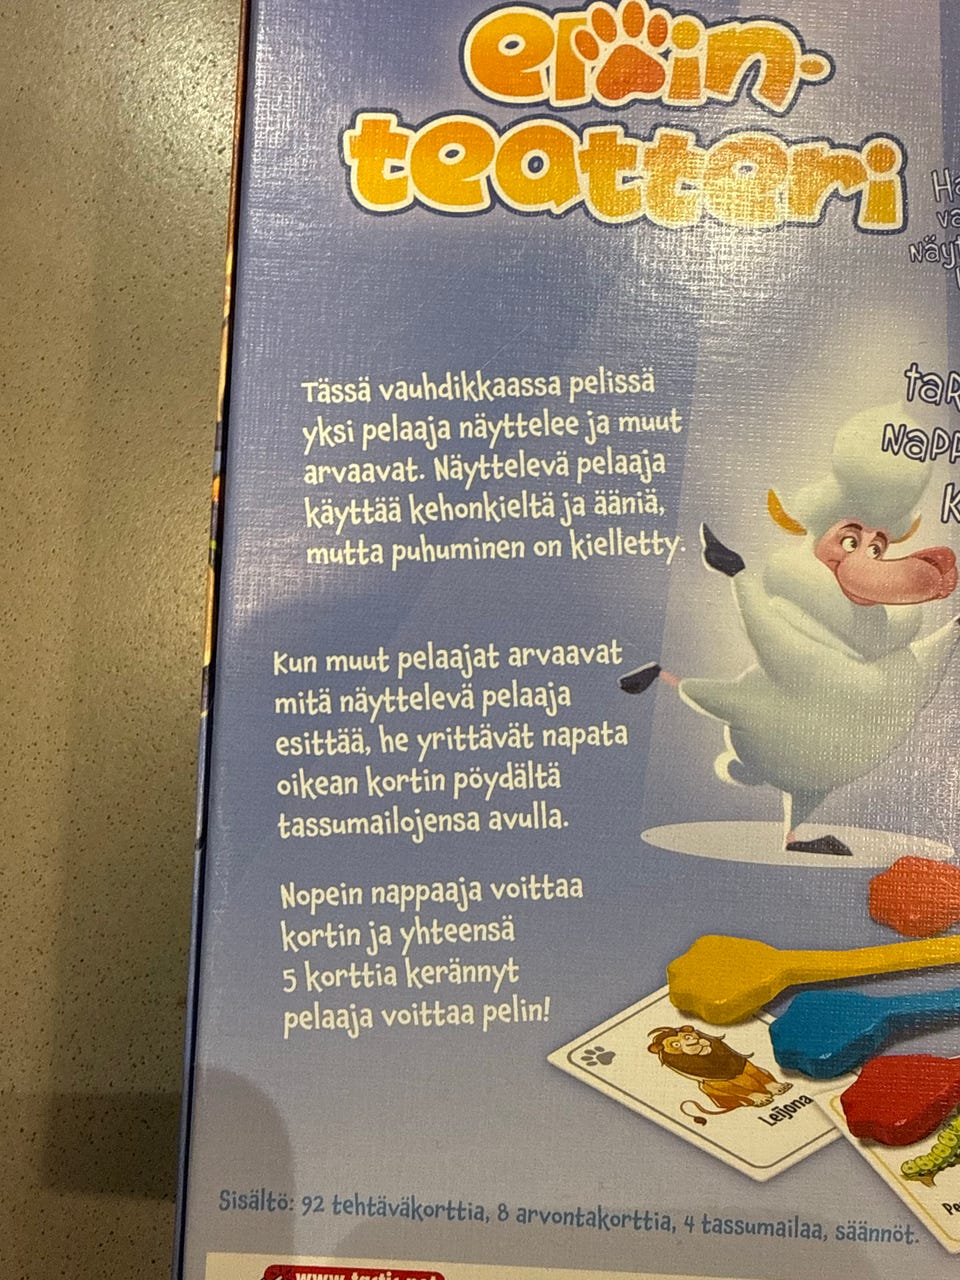 eläin-
teatteri
Tässä vauhdikkaassa pelissä
yksi pelaaja näyttelee ja muut
arvaavat. Näyttelevä pelaaja
käyttää kehonkieltä ja ääniä,
mutta puhuminen on kielletty.
Kun muut pelaajat arvaavat
mitä näyttelevä pelaaja
esittää, he yrittävät napata
oikean kortin pöydältä
tassumailojensa avulla.
Nopein nappaaja voittaa
kortin ja yhteensä
5 korttia kerännyt
pelaaja voittaa pelin!
Leijona
Sisältö: 92 tehtäväkorttia, 8 arvontakorttia, 4 tassumailaa, säännöt.
www.tactic.net